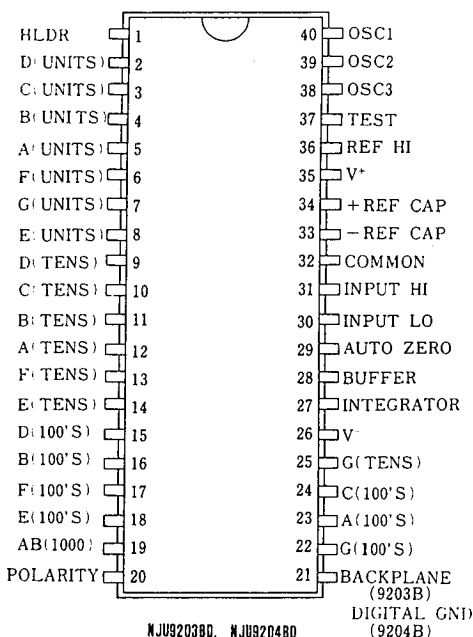 HLDR 1 40 OSC1
D(UNITS) 2 39 OSC2
C(UNITS) 3 38 OSC3
B(UNITS) 4 37 TEST
A(UNITS) 5 36 REF HI
F(UNITS) 6 35 V+
G(UNITS) 7 34 +REF CAP
E(UNITS) 8 33 −REF CAP
D(TENS) 9 32 COMMON
C(TENS) 10 31 INPUT HI
B(TENS) 11 30 INPUT LO
A(TENS) 12 29 AUTO ZERO
F(TENS) 13 28 BUFFER
E(TENS) 14 27 INTEGRATOR
D(100'S) 15 26 V-
B(100'S) 16 25 G(TENS)
F(100'S) 17 24 C(100'S)
E(100'S) 18 23 A(100'S)
AB(1000) 19 22 G(100'S)
POLARITY 20 21 BACKPLANE
(9203B)
DIGITAL GND
(9204B)
NJU9203BD, NJU9204BD